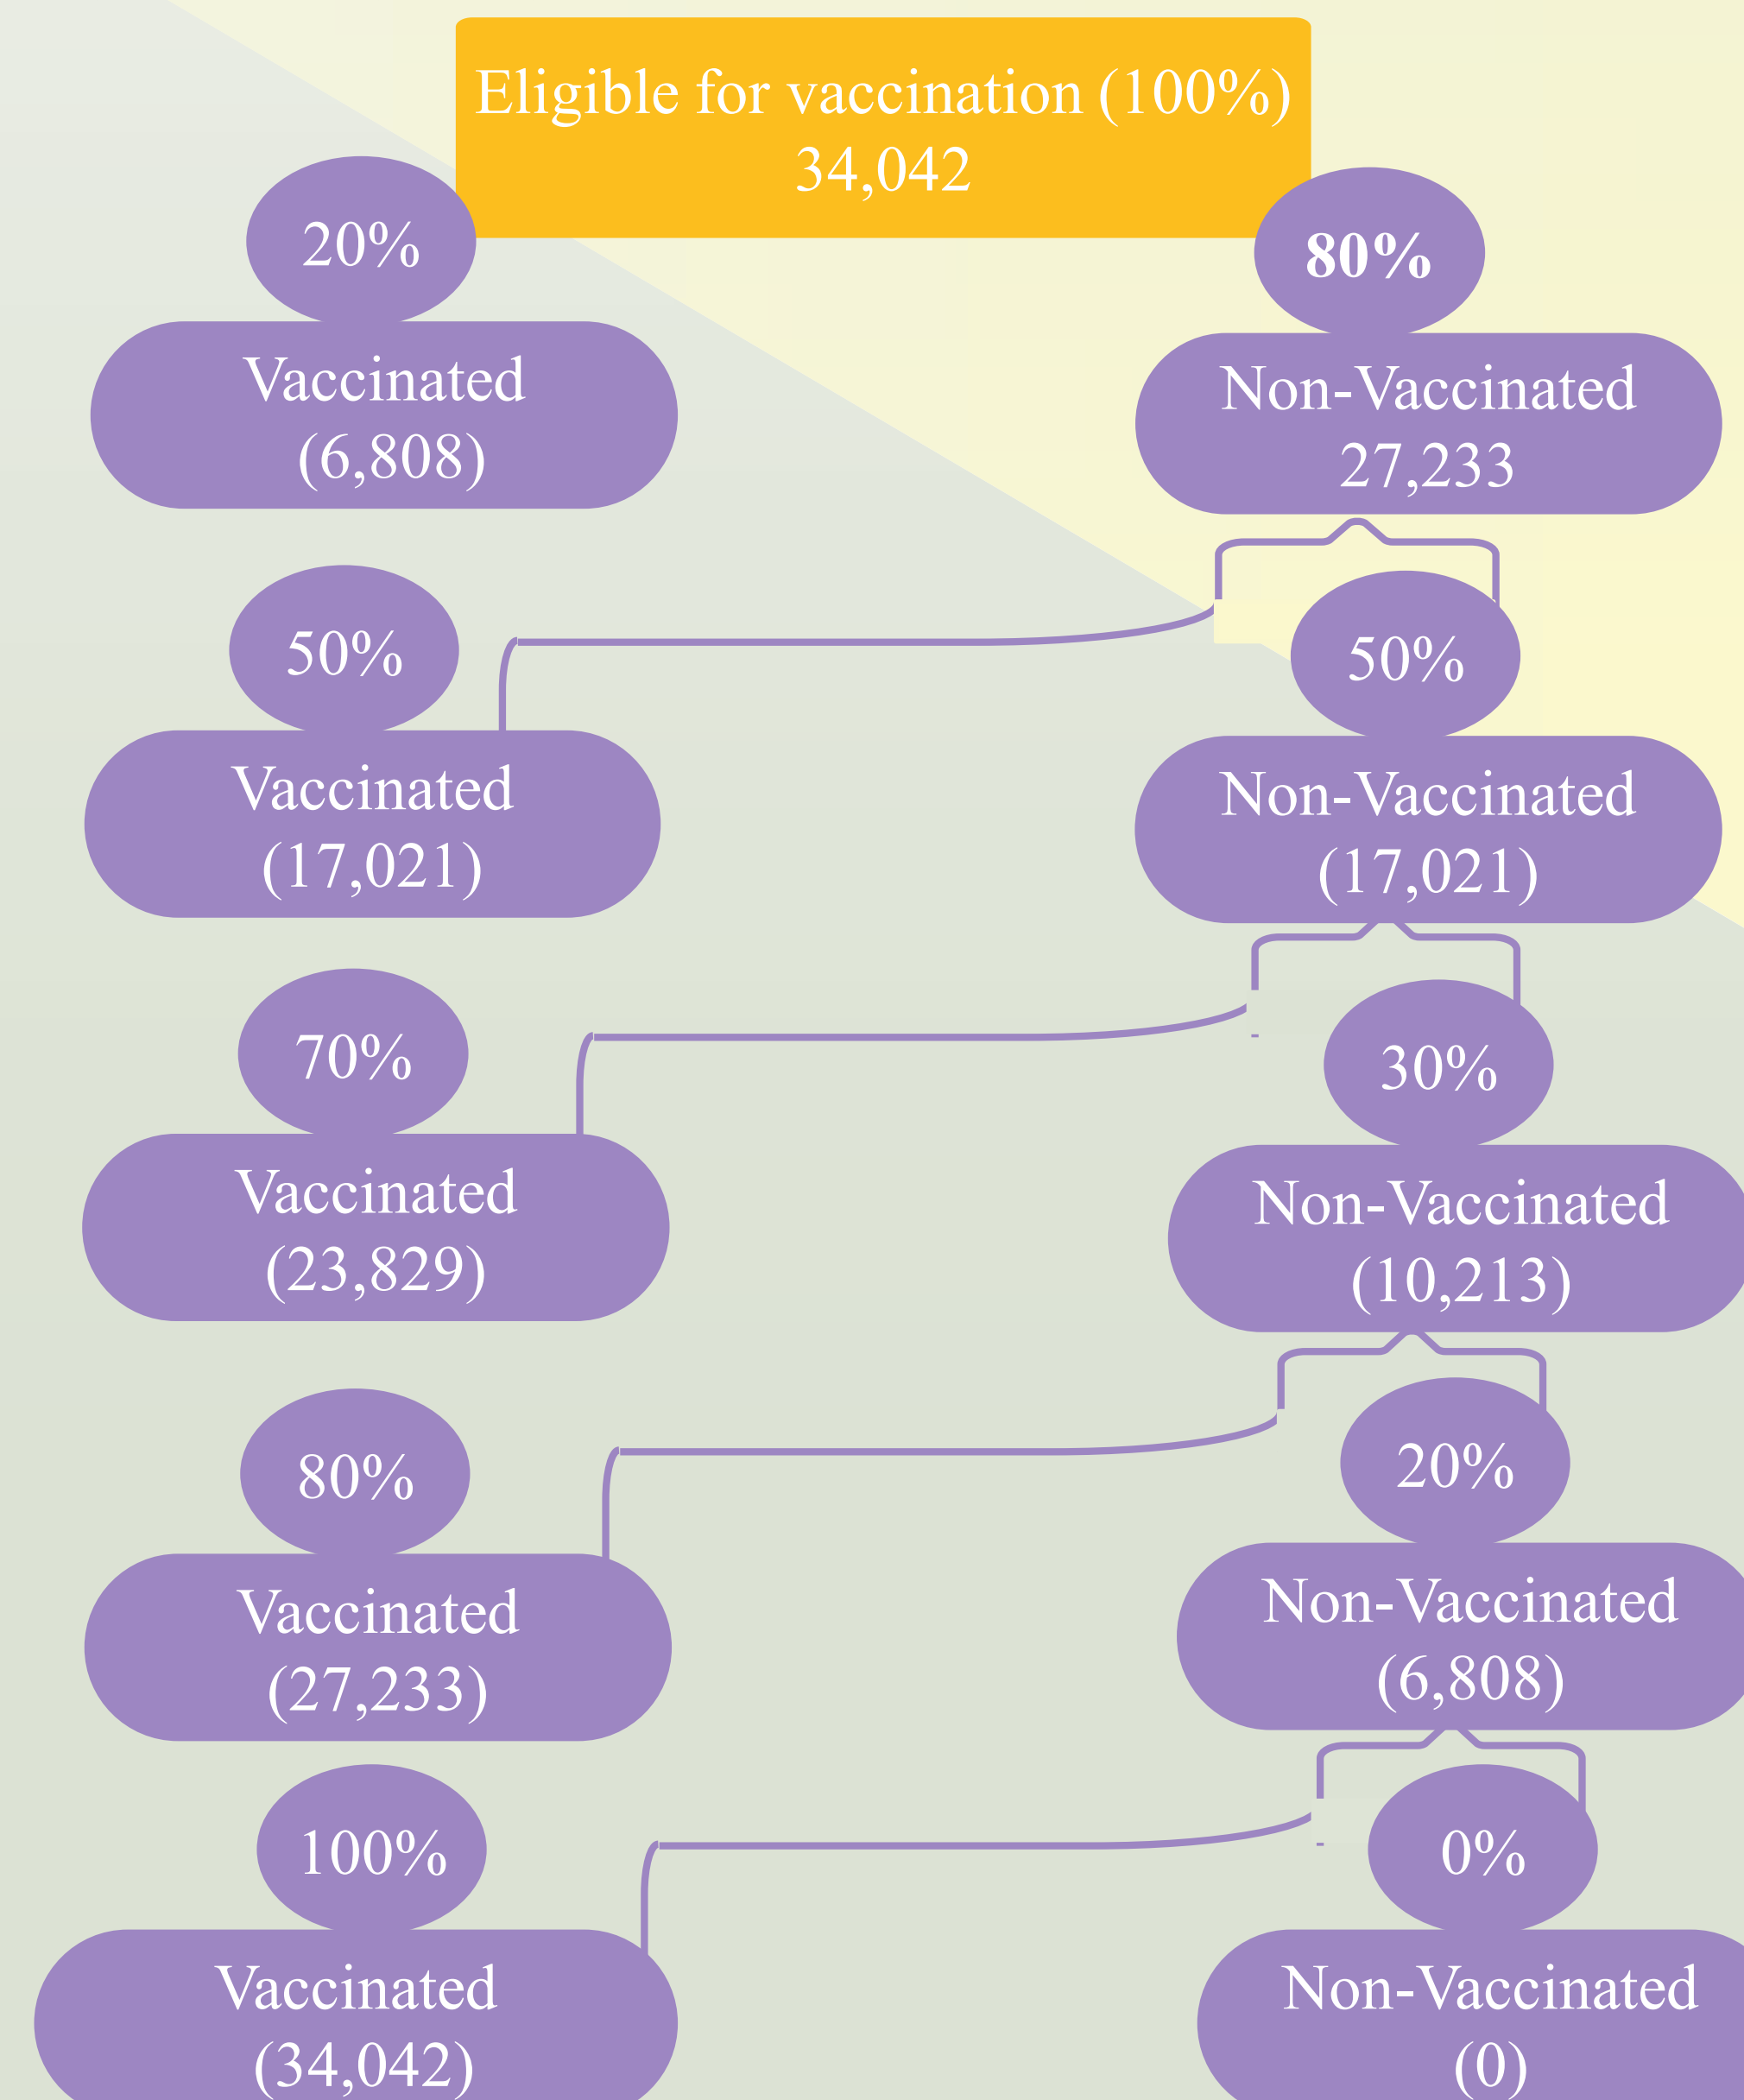 Eligible for vaccination (100%)
34,042
20%
80%
Vaccinated
(6,808)
Non-Vaccinated
27,233
50%
50%
Vaccinated
(17,021)
Non-Vaccinated
(17,021)
70%
30%
Vaccinated
(23,829)
Non-Vaccinated
(10,213)
80%
20%
Vaccinated
(27,233)
Non-Vaccinated
(6,808)
100%
0%
Vaccinated
(34,042)
Non-Vaccinated
(0)